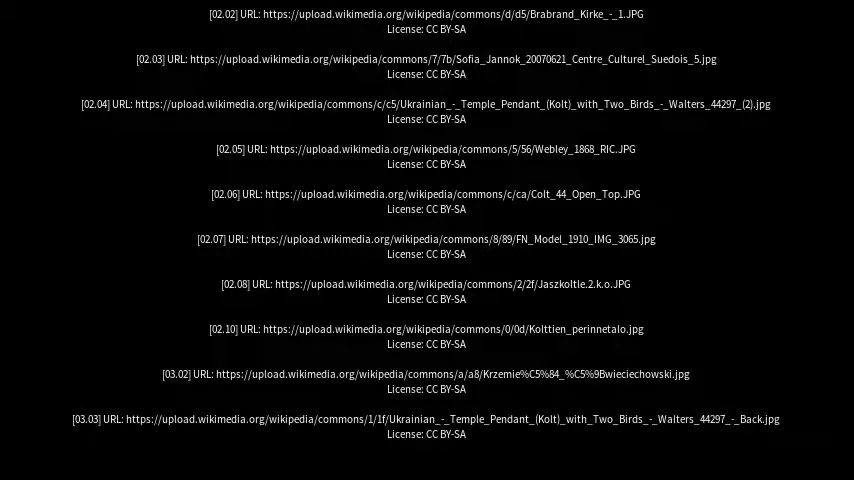 [02.02] URL: https://upload.wikimedia.org/wikipedia/commons/d/d5/Brabrand_Kirke_-_1.JPG
License: CC BY-SA
[02.03] URL: https://upload.wikimedia.org/wikipedia/commons/7/7b/Sofia_Jannok_20070621_Centre_Culturel_Suedois_5.jpg
License: CC BY-SA
[02.04] URL: https://upload.wikimedia.org/wikipedia/commons/c/c5/Ukrainian_-_Temple_Pendant_(Kolt)_with_Two_Birds_-_Walters_44297_(2).jpg
License: CC BY-SA
[02.05] URL: https://upload.wikimedia.org/wikipedia/commons/5/56/Webley_1868_RIC.JPG
License: CC BY-SA
[02.06] URL: https://upload.wikimedia.org/wikipedia/commons/c/ca/Colt_44_Open_Top.JPG
License: CC BY-SA
[02.07] URL: https://upload.wikimedia.org/wikipedia/commons/8/89/FN_Model_1910_IMG_3065.jpg
License: CC BY-SA
[02.08] URL: https://upload.wikimedia.org/wikipedia/commons/2/2f/Jaszkoltle.2.k.o.JPG
License: CC BY-SA
[02.10] URL: https://upload.wikimedia.org/wikipedia/commons/0/0d/Kolttien_perinnetalo.jpg
License: CC BY-SA
[03.02] URL: https://upload.wikimedia.org/wikipedia/commons/a/a8/Krzemie%C5%84_%C5%9Bwieciechowski.jpg
License: CC BY-SA
[03.03] URL: https://upload.wikimedia.org/wikipedia/commons/1/1f/Ukrainian_-_Temple_Pendant_(Kolt)_with_Two_Birds_-_Walters_44297_-_Back.jpg
License: CC BY-SA